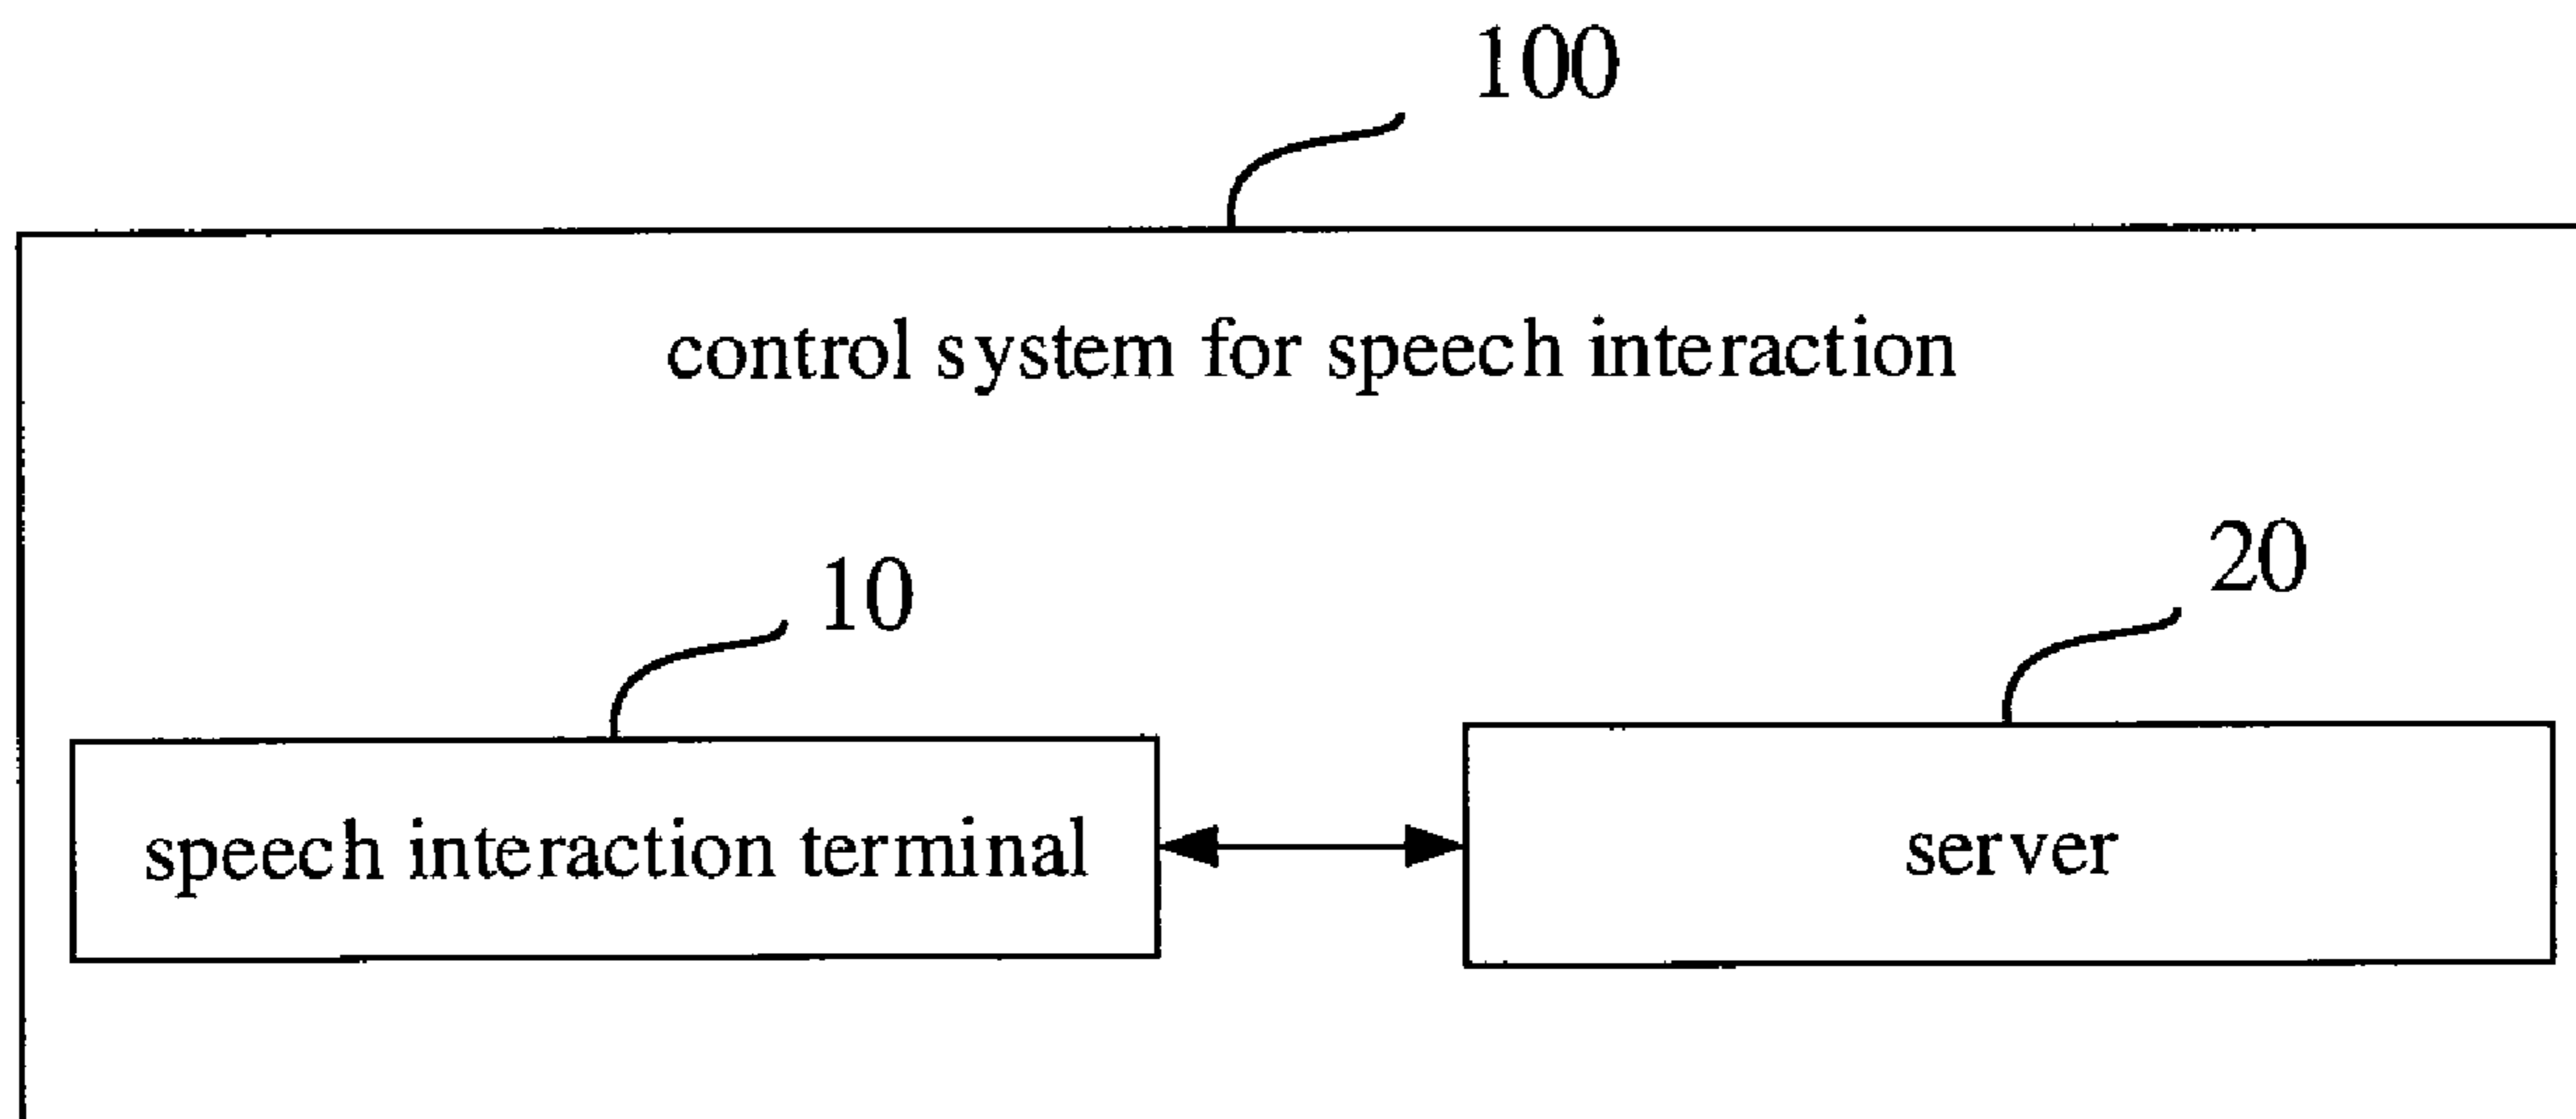 100
control system for speech interaction
10
20
speech interaction terminal
server